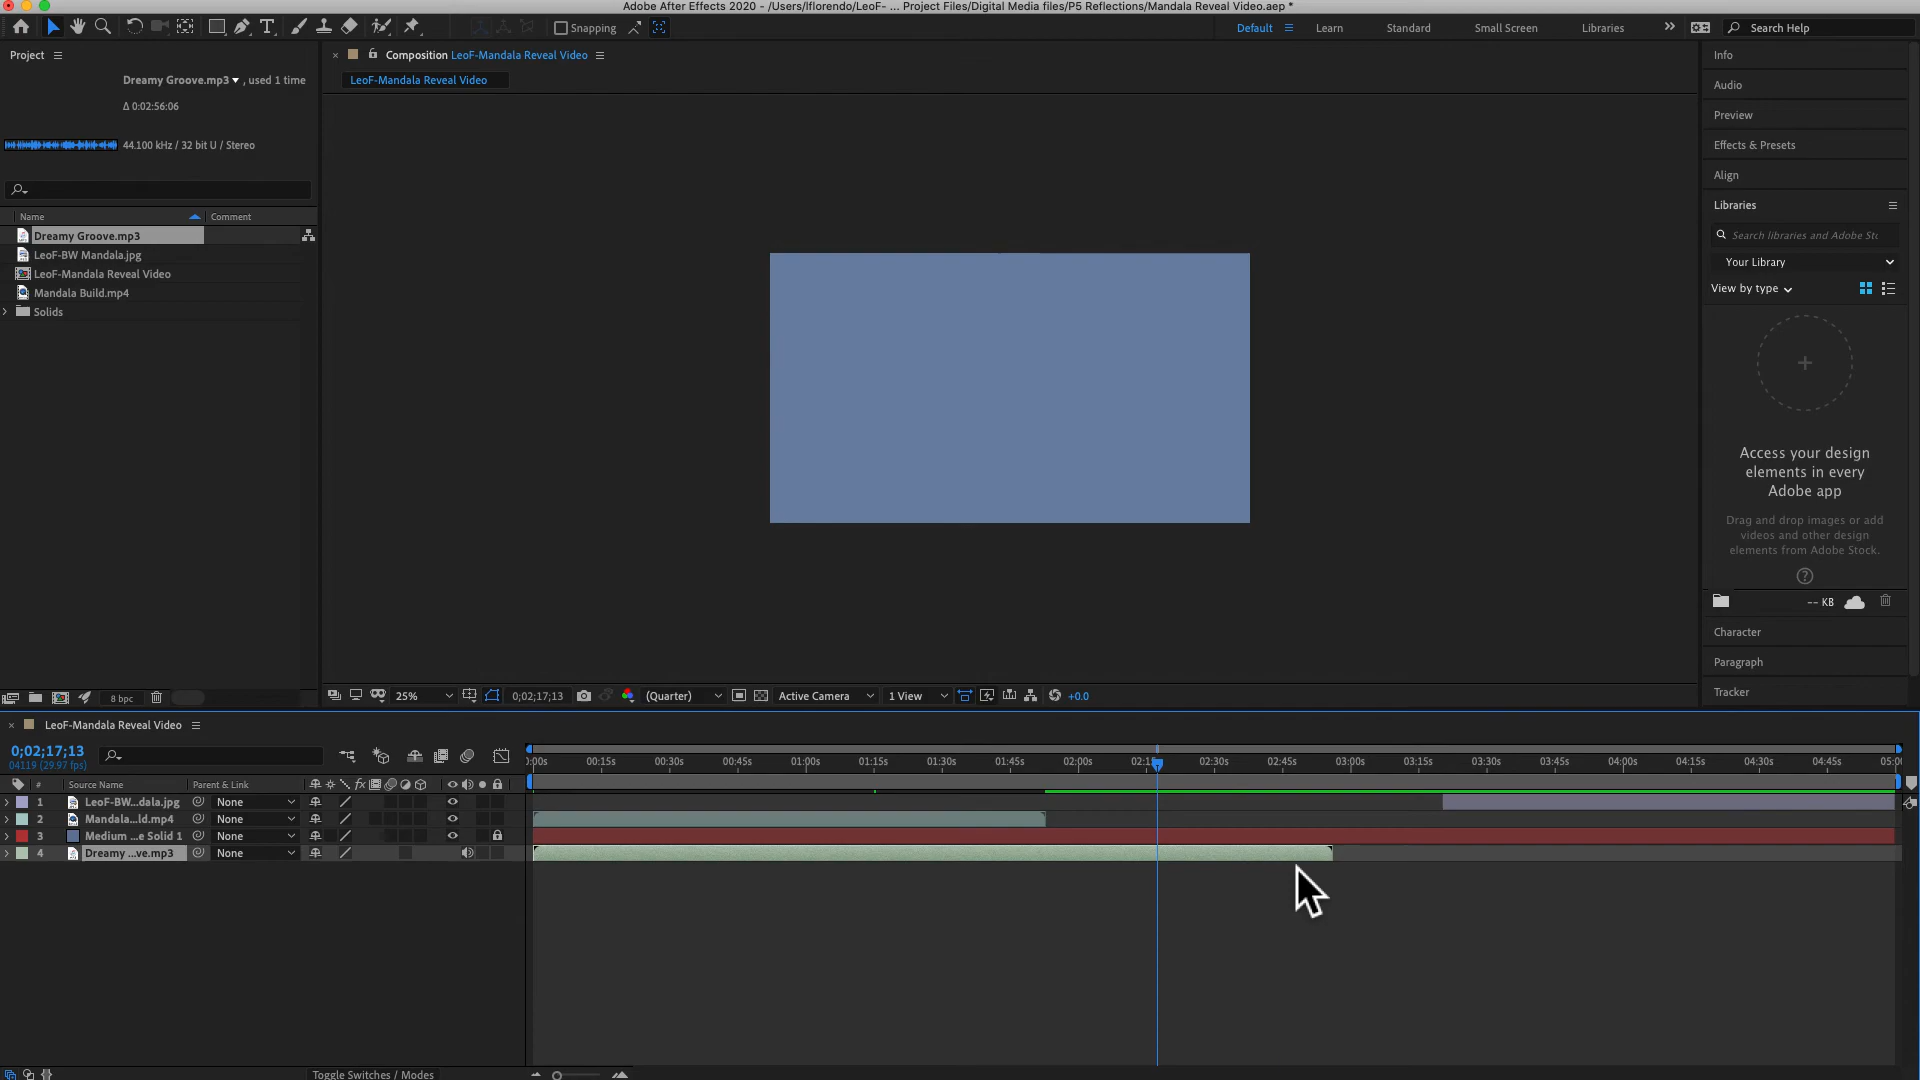 Adobe After Effects 2020 - /Users/lflorendo/LeoF- ... Project Files/Digital Media files/P5 Reflections/Mandala Reveal Video.aep *
Snapping
Default
Learn
Standard
Small Screen
Libraries
Search Help
Project
Dreamy Groove.mp3 , used 1 time
Δ 0:02:56:06
44.100 kHz / 32 bit U / Stereo
Name
Comment
Dreamy Groove.mp3
LeoF-BW Mandala.jpg
LeoF-Mandala Reveal Video
Mandala Build.mp4
Solids
8 bpc
Composition LeoF-Mandala Reveal Video
LeoF-Mandala Reveal Video
25%
0;02;17;13
(Quarter)
Active Camera
1 View
+0.0
Info
Audio
Preview
Effects & Presets
Align
Libraries
Search libraries and Adobe Sto
Your Library
View by type
Access your design
elements in every
Adobe app
Drag and drop images or add
videos and other design
elements from Adobe Stock.
-- KB
Character
Paragraph
Tracker
LeoF-Mandala Reveal Video
0;02;17;13
04119 (29.97 fps)
# Source Name Parent & Link
1 LeoF-BW...dala.jpg None
2 Mandala...ld.mp4 None
3 Medium ...e Solid 1 None
4 Dreamy ...ve.mp3 None
:00s 00:15s 00:30s 00:45s 01:00s 01:15s 01:30s 01:45s 02:00s 02:15s 02:30s 02:45s 03:00s 03:15s 03:30s 03:45s 04:00s 04:15s 04:30s 04:45s 05:00
Toggle Switches / Modes